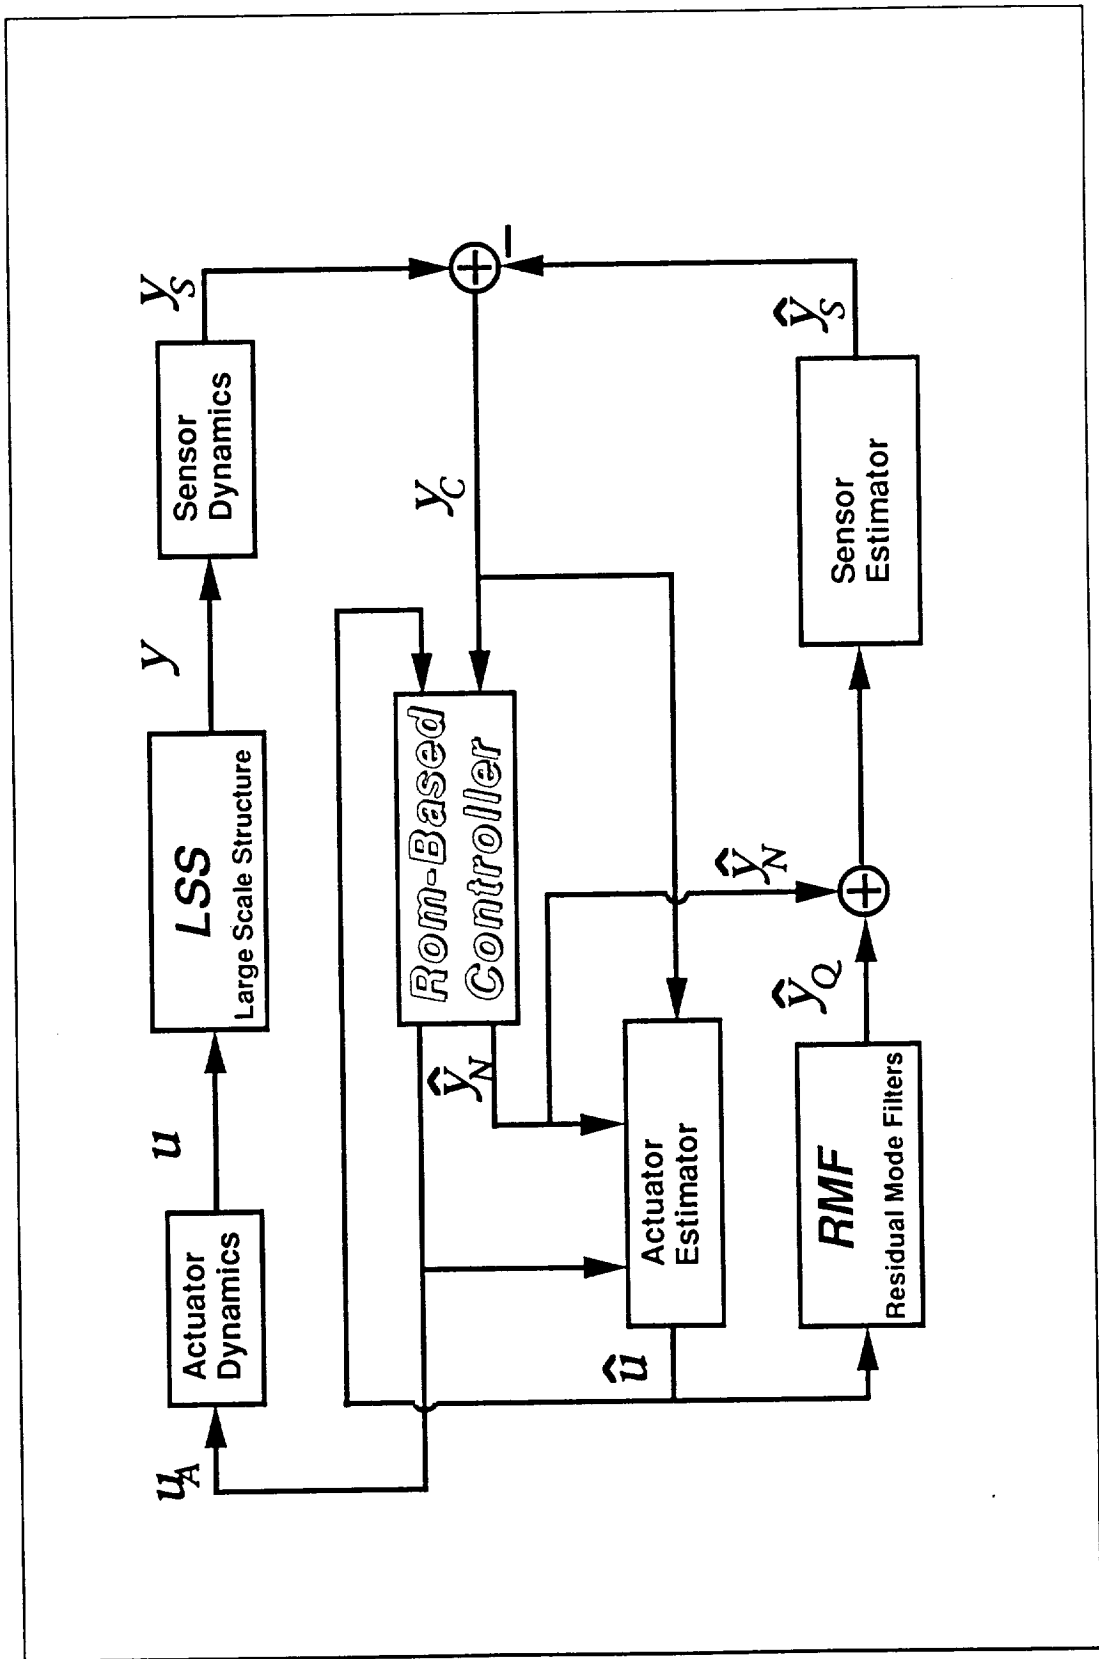 u_A
Actuator
Dynamics
u
LSS
Large Scale Structure
y
Sensor
Dynamics
y_S
Rom-Based
Controller
y_C
ŷ_N
û
Actuator
Estimator
ŷ_N
RMF
Residual Mode Filters
ŷ_Q
+
Sensor
Estimator
ŷ_S
+
−